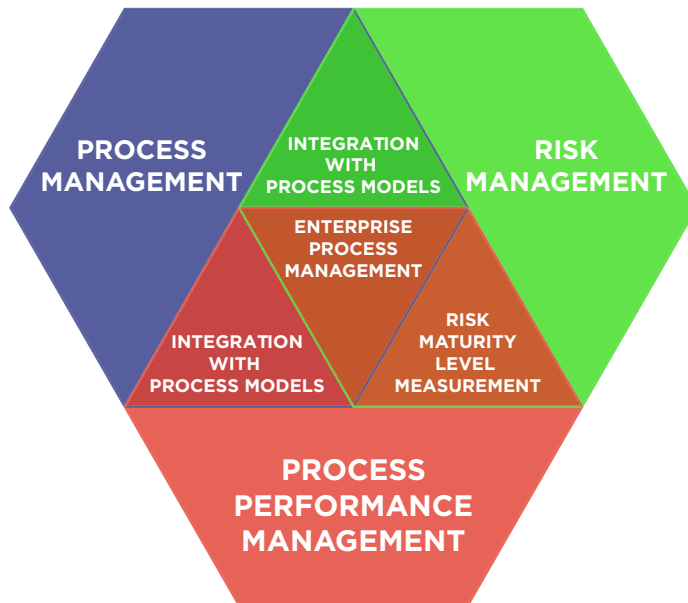 PROCESS
MANAGEMENT
INTEGRATION
WITH
PROCESS MODELS
RISK
MANAGEMENT
ENTERPRISE
PROCESS
MANAGEMENT
INTEGRATION
WITH
PROCESS MODELS
RISK
MATURITY
LEVEL
MEASUREMENT
PROCESS
PERFORMANCE
MANAGEMENT